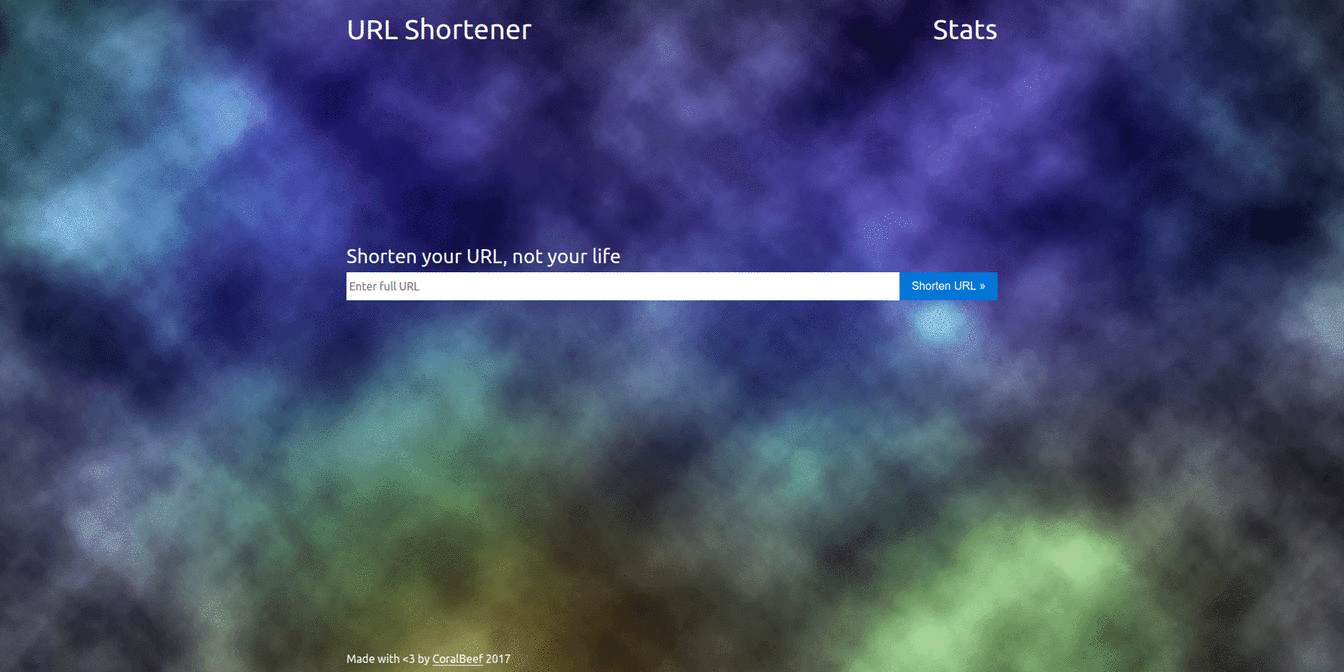 URL Shortener
Stats
Shorten your URL, not your life
Enter full URL
Shorten URL »
Made with <3 by CoralBeef 2017